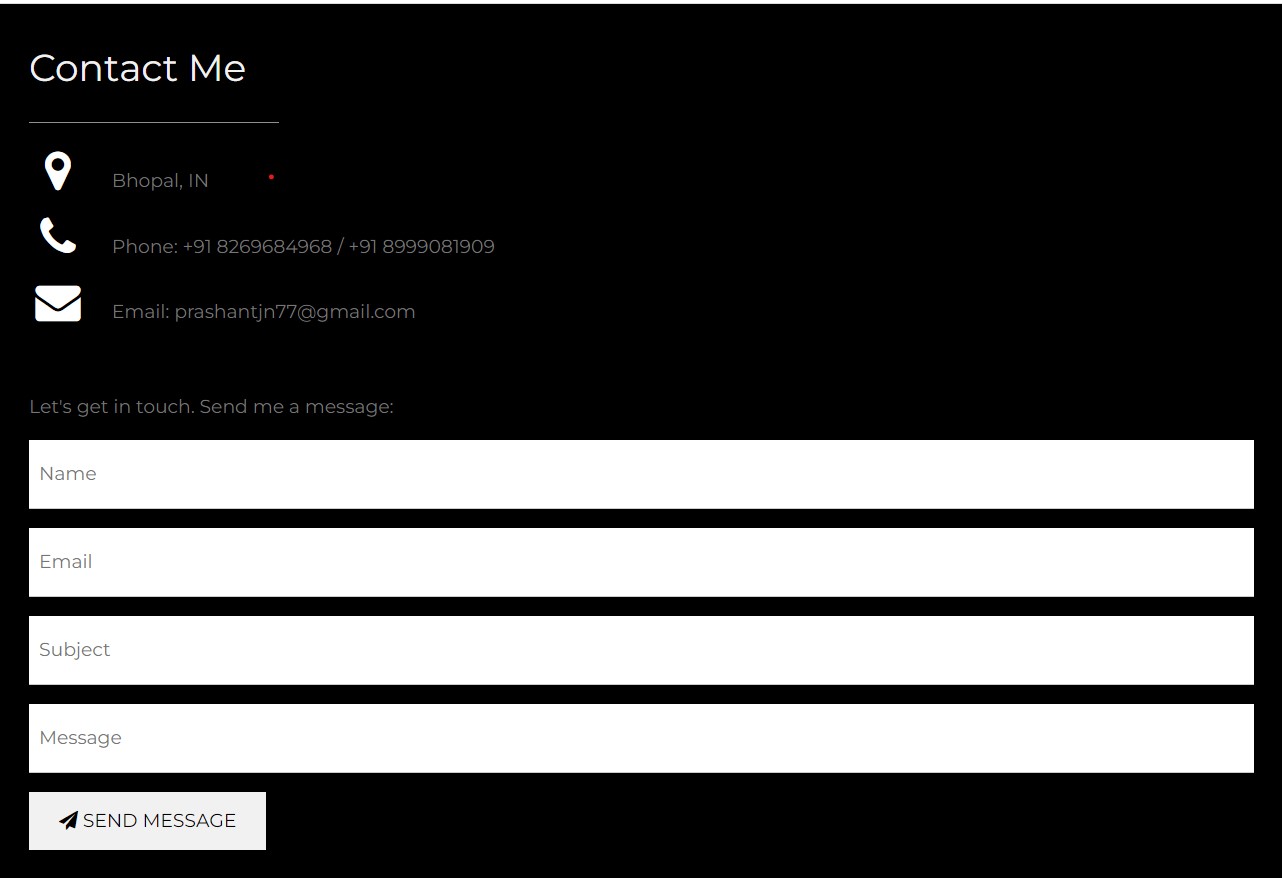 Contact Me
Bhopal, IN
Phone: +91 8269684968 / +91 8999081909
Email: prashantjn77@gmail.com
Let's get in touch. Send me a message:
Name
Email
Subject
Message
SEND MESSAGE